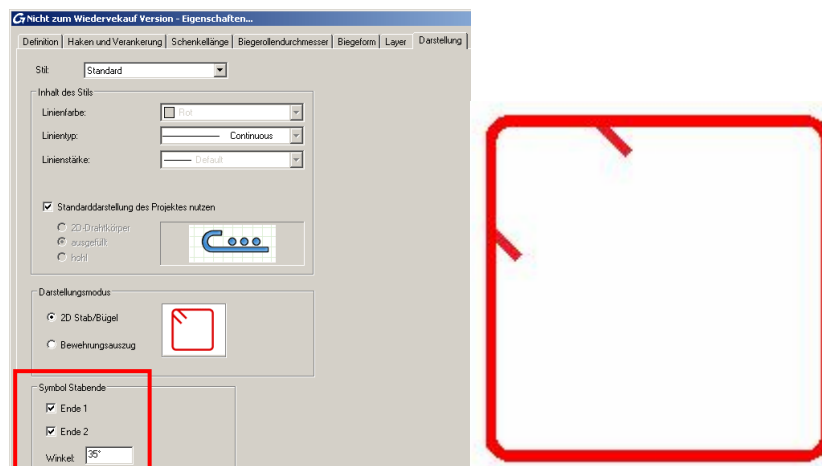 Nicht zum Wiedervekauf Version - Eigenschaften...
Definition Haken und Verankerung Schenkellänge Biegerollendurchmesser Biegeform Layer Darstellung
Stil: Standard
Inhalt des Stils
Linienfarbe: Rot
Linientyp: Continuous
Linienstärke: Default
Standarddarstellung des Projektes nutzen
2D-Drahtkörper
ausgefüllt
hohl
Darstellungsmodus
2D Stab/Bügel
Bewehrungsauszug
Symbol Stabende
Ende 1
Ende 2
Winkel: 35°